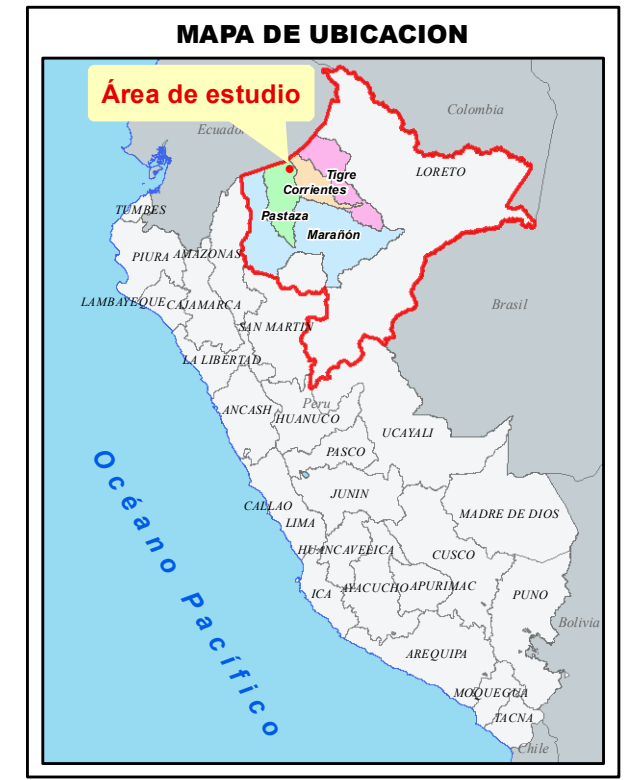 MAPA DE UBICACION
Área de estudio
Colombia
Ecuador
LORETO
Tigre
Corrientes
Pastaza
Marañón
TUMBES
PIURA
AMAZONAS
LAMBAYEQUE
CAJAMARCA
Brasil
SAN MARTIN
LA LIBERTAD
Peru
ANCASH
HUANUCO
UCAYALI
PASCO
Océano Pacífico
JUNIN
CALLAO
LIMA
MADRE DE DIOS
HUANCAVELICA
CUSCO
ICA
AYACUCHO
APURIMAC
PUNO
Bolivia
AREQUIPA
MOQUEGUA
TACNA
Chile